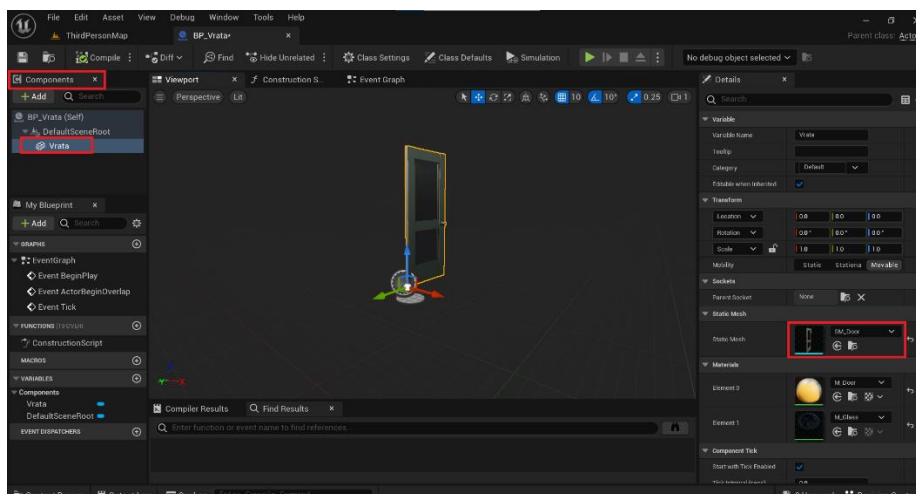 File Edit Asset View Debug Window Tools Help
ThirdPersonMap
BP_Vrata•
Parent class: Acto
Compile
Diff
Find
Hide Unrelated
Class Settings
Class Defaults
Simulation
No debug object selected
Components
Viewport
Construction S...
Event Graph
Details
+ Add
Search
Perspective
Lit
10
10°
0.25
1
Search
BP_Vrata (Self)
DefaultSceneRoot
Vrata
Variable
Variable Name Vrata
Tooltip
Category Default
Editable when Inherited
My Blueprint
+ Add
Search
GRAPHS
EventGraph
Event BeginPlay
Event ActorBeginOverlap
Event Tick
FUNCTIONS
ConstructionScript
MACROS
VARIABLES
Components
Vrata
DefaultSceneRoot
EVENT DISPATCHERS
Transform
Location 0.0 0.0 0.0
Rotation 0.0° 0.0° 0.0°
Scale 1.0 1.0 1.0
Mobility Static Stationa Movable
Sockets
Parent Socket None
Static Mesh
Static Mesh SM_Door
Materials
Element 0 M_Door
Element 1 M_Glass
Component Tick
Start with Tick Enabled
Compiler Results
Find Results
Enter function or event name to find references...